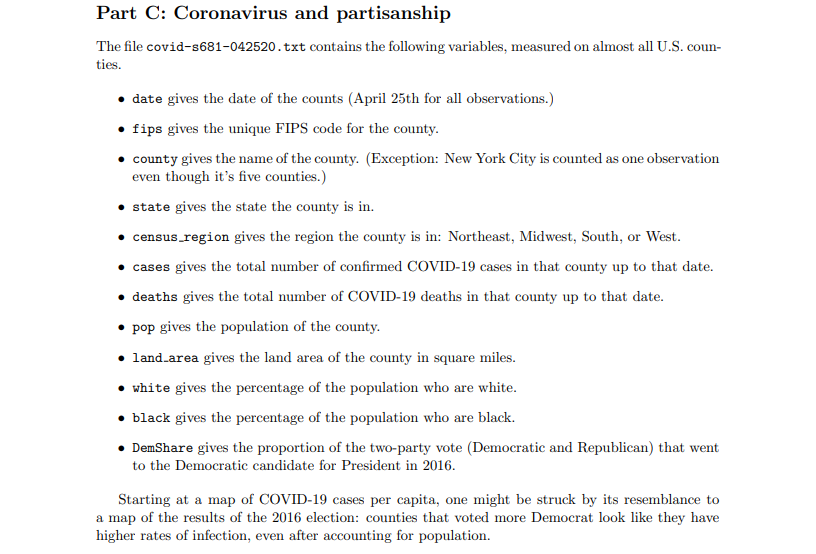 Part C: Coronavirus and partisanship
The file covid-s681-042520.txt contains the following variables, measured on almost all U.S. coun-
ties.
• date gives the date of the counts (April 25th for all observations.)
• fips gives the unique FIPS code for the county.
• county gives the name of the county. (Exception: New York City is counted as one observation
even though it's five counties.)
• state gives the state the county is in.
• census_region gives the region the county is in: Northeast, Midwest, South, or West.
• cases gives the total number of confirmed COVID-19 cases in that county up to that date.
• deaths gives the total number of COVID-19 deaths in that county up to that date.
• pop gives the population of the county.
• land_area gives the land area of the county in square miles.
• white gives the percentage of the population who are white.
• black gives the percentage of the population who are black.
• DemShare gives the proportion of the two-party vote (Democratic and Republican) that went
to the Democratic candidate for President in 2016.
Starting at a map of COVID-19 cases per capita, one might be struck by its resemblance to
a map of the results of the 2016 election: counties that voted more Democrat look like they have
higher rates of infection, even after accounting for population.